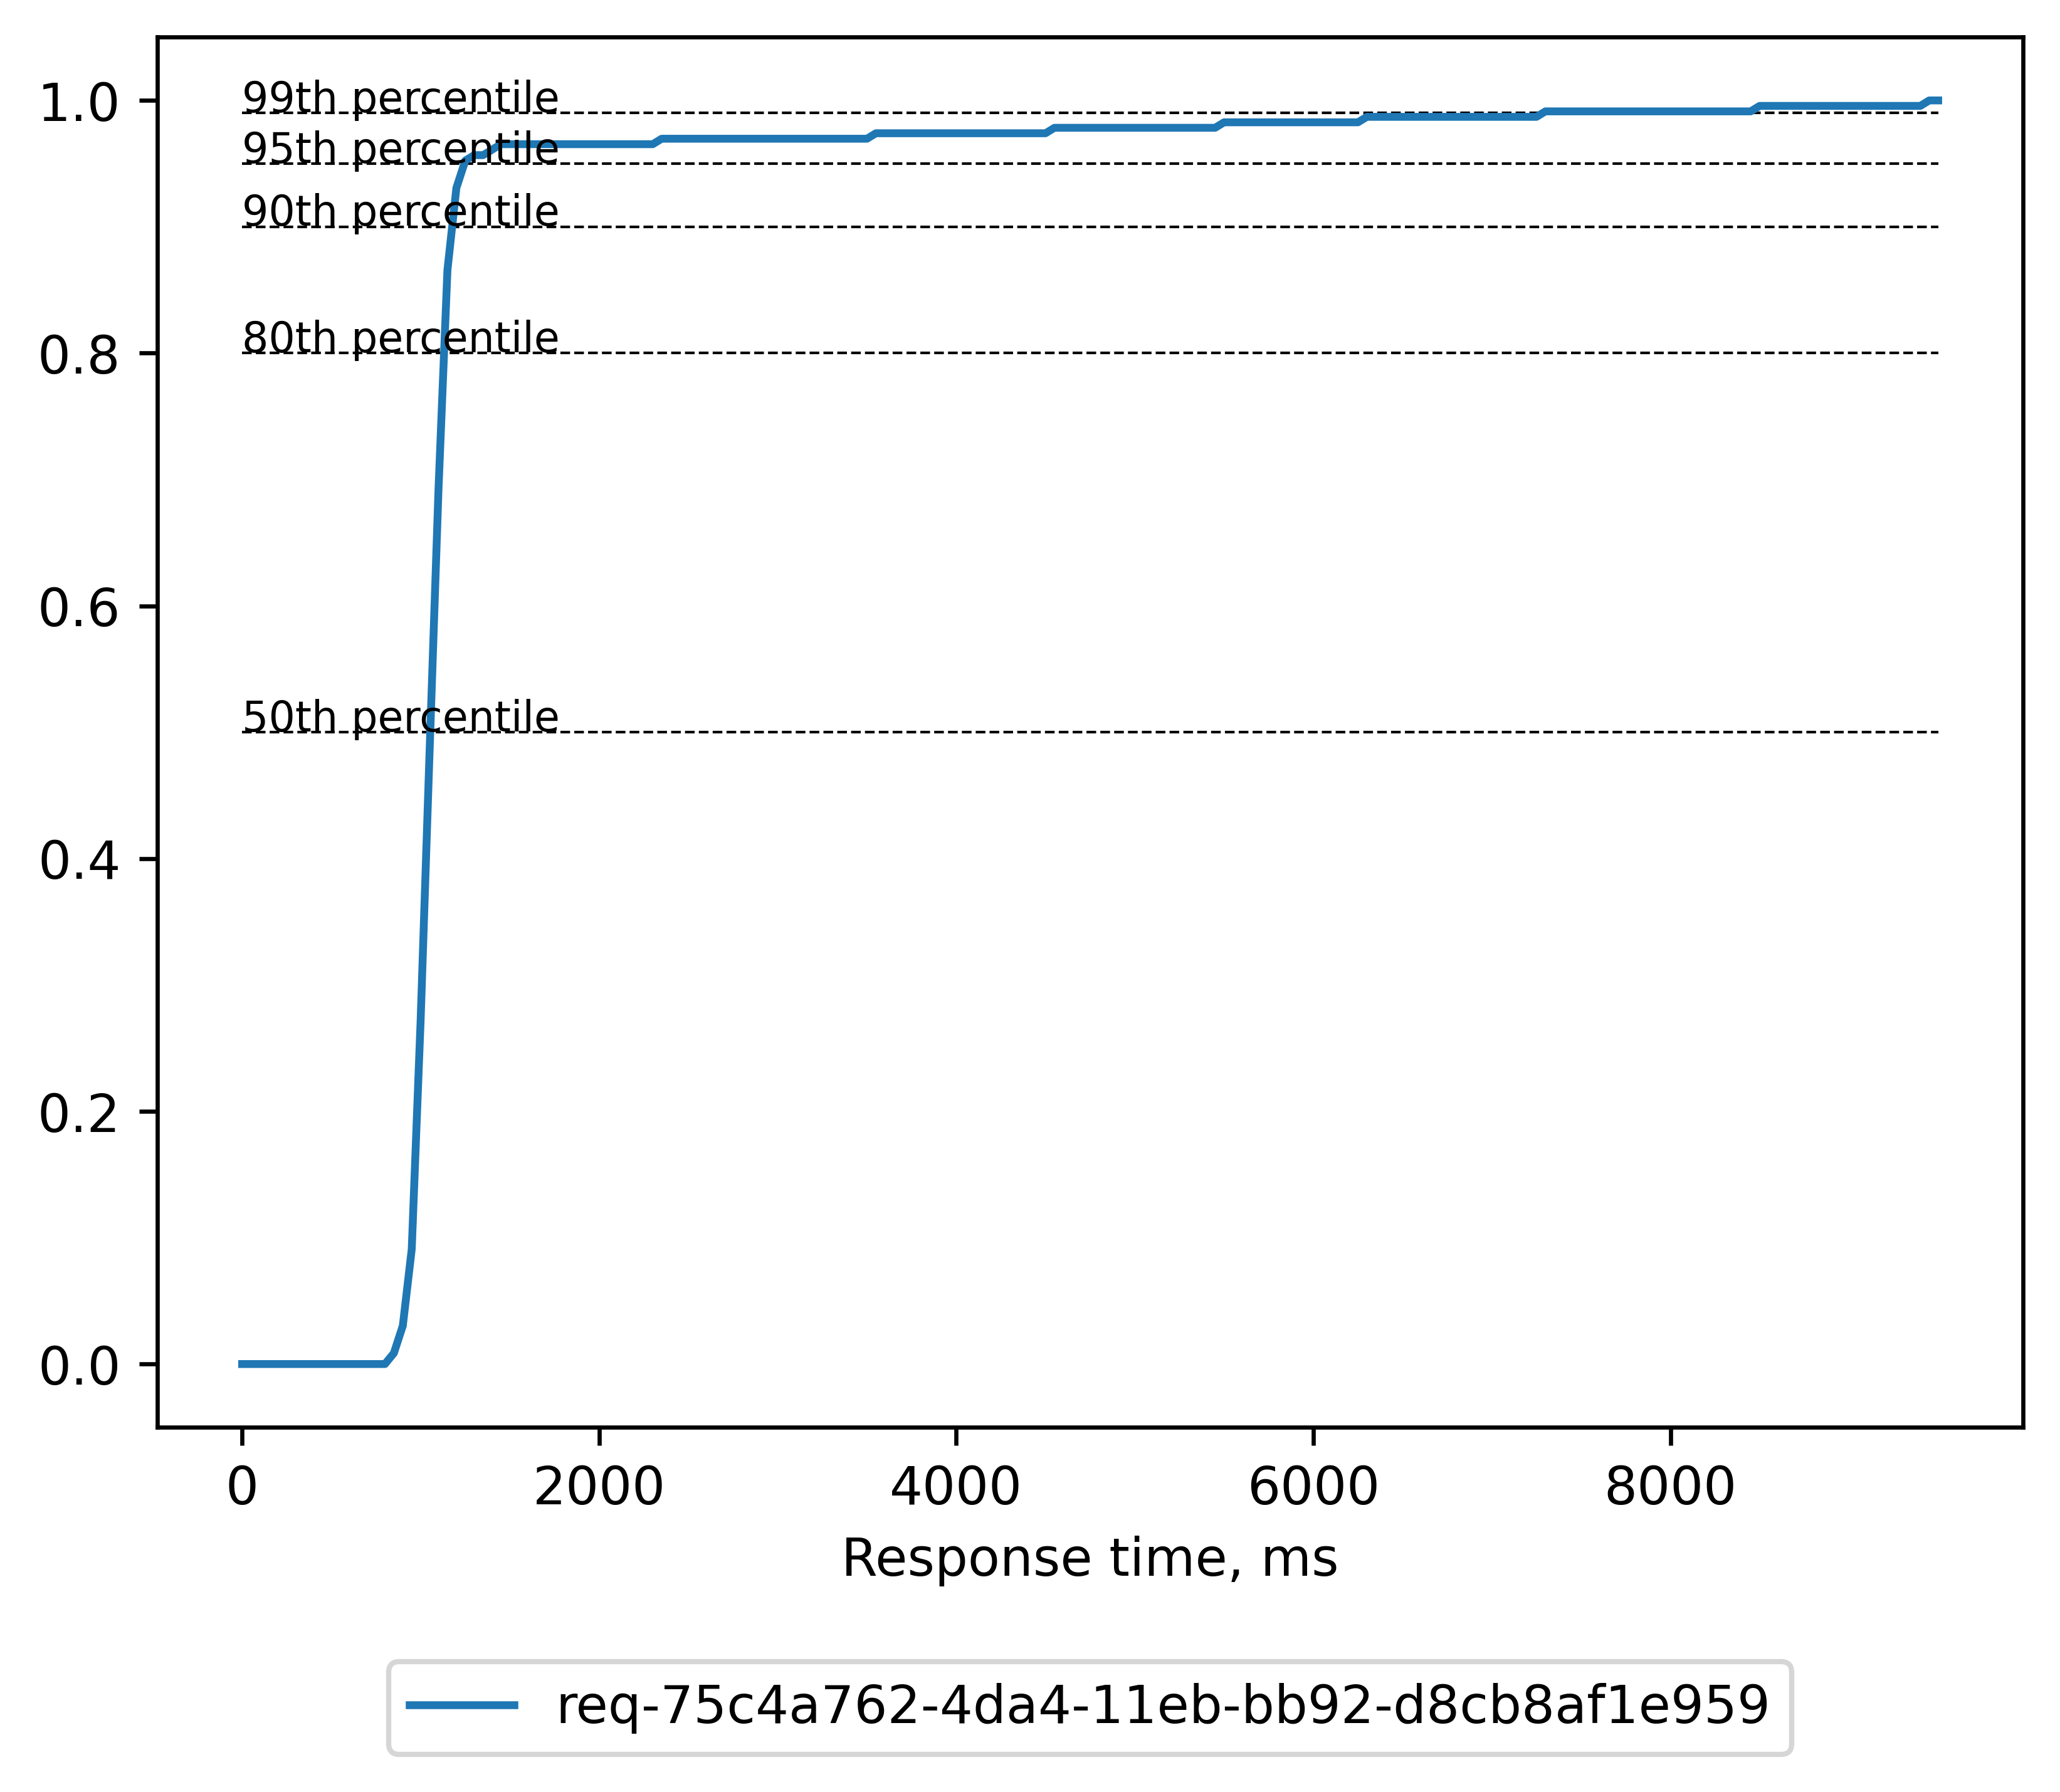 99th percentile
1.0
95th percentile
90th percentile
80th percentile
0.8
0.6
50th percentile
0.4
0.2
0.0
0 2000 4000 6000 8000
Response time, ms
req-75c4a762-4da4-11eb-bb92-d8cb8af1e959